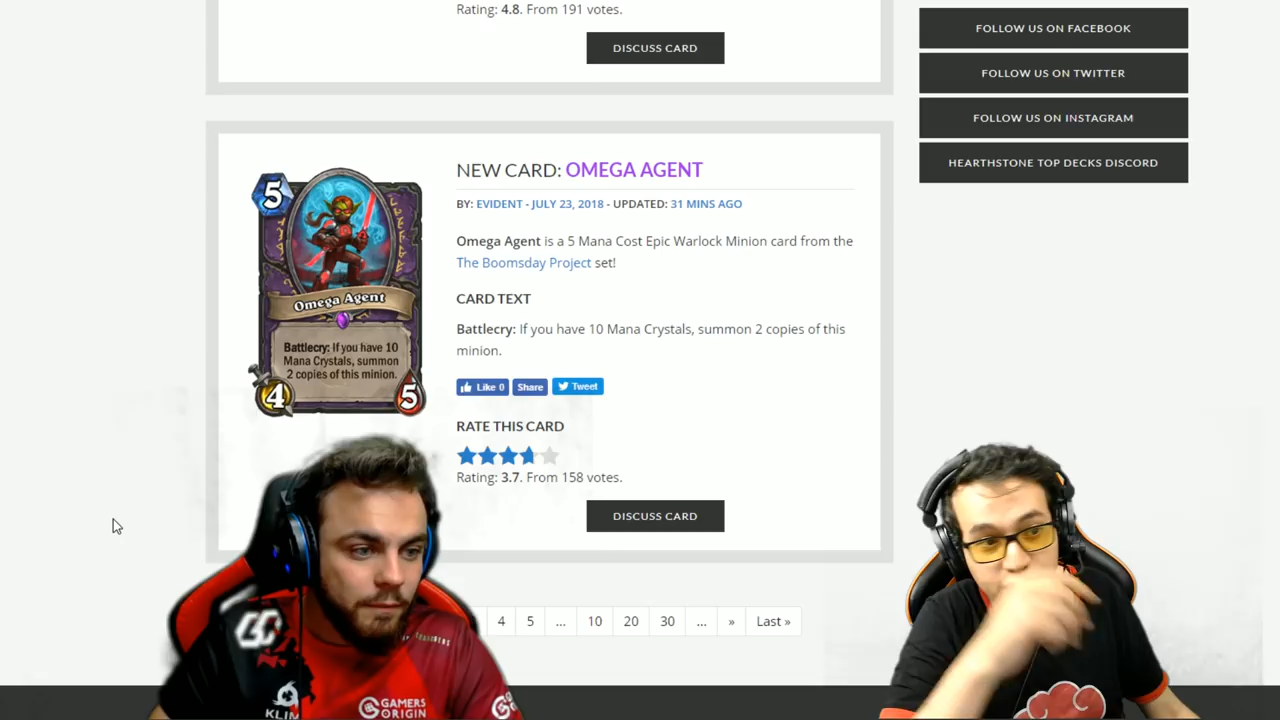 Rating: 4.8. From 191 votes.
DISCUSS CARD
FOLLOW US ON FACEBOOK
FOLLOW US ON TWITTER
FOLLOW US ON INSTAGRAM
HEARTHSTONE TOP DECKS DISCORD
5
Omega Agent
Battlecry: If you have 10
Mana Crystals, summon
2 copies of this minion.
4
5
NEW CARD: OMEGA AGENT
BY: EVIDENT - JULY 23, 2018 - UPDATED: 31 MINS AGO
Omega Agent is a 5 Mana Cost Epic Warlock Minion card from the
The Boomsday Project set!
CARD TEXT
Battlecry: If you have 10 Mana Crystals, summon 2 copies of this
minion.
Like 0
Share
Tweet
RATE THIS CARD
Rating: 3.7. From 158 votes.
DISCUSS CARD
4 5 ... 10 20 30 ... » Last »
GAMERS
ORIGIN